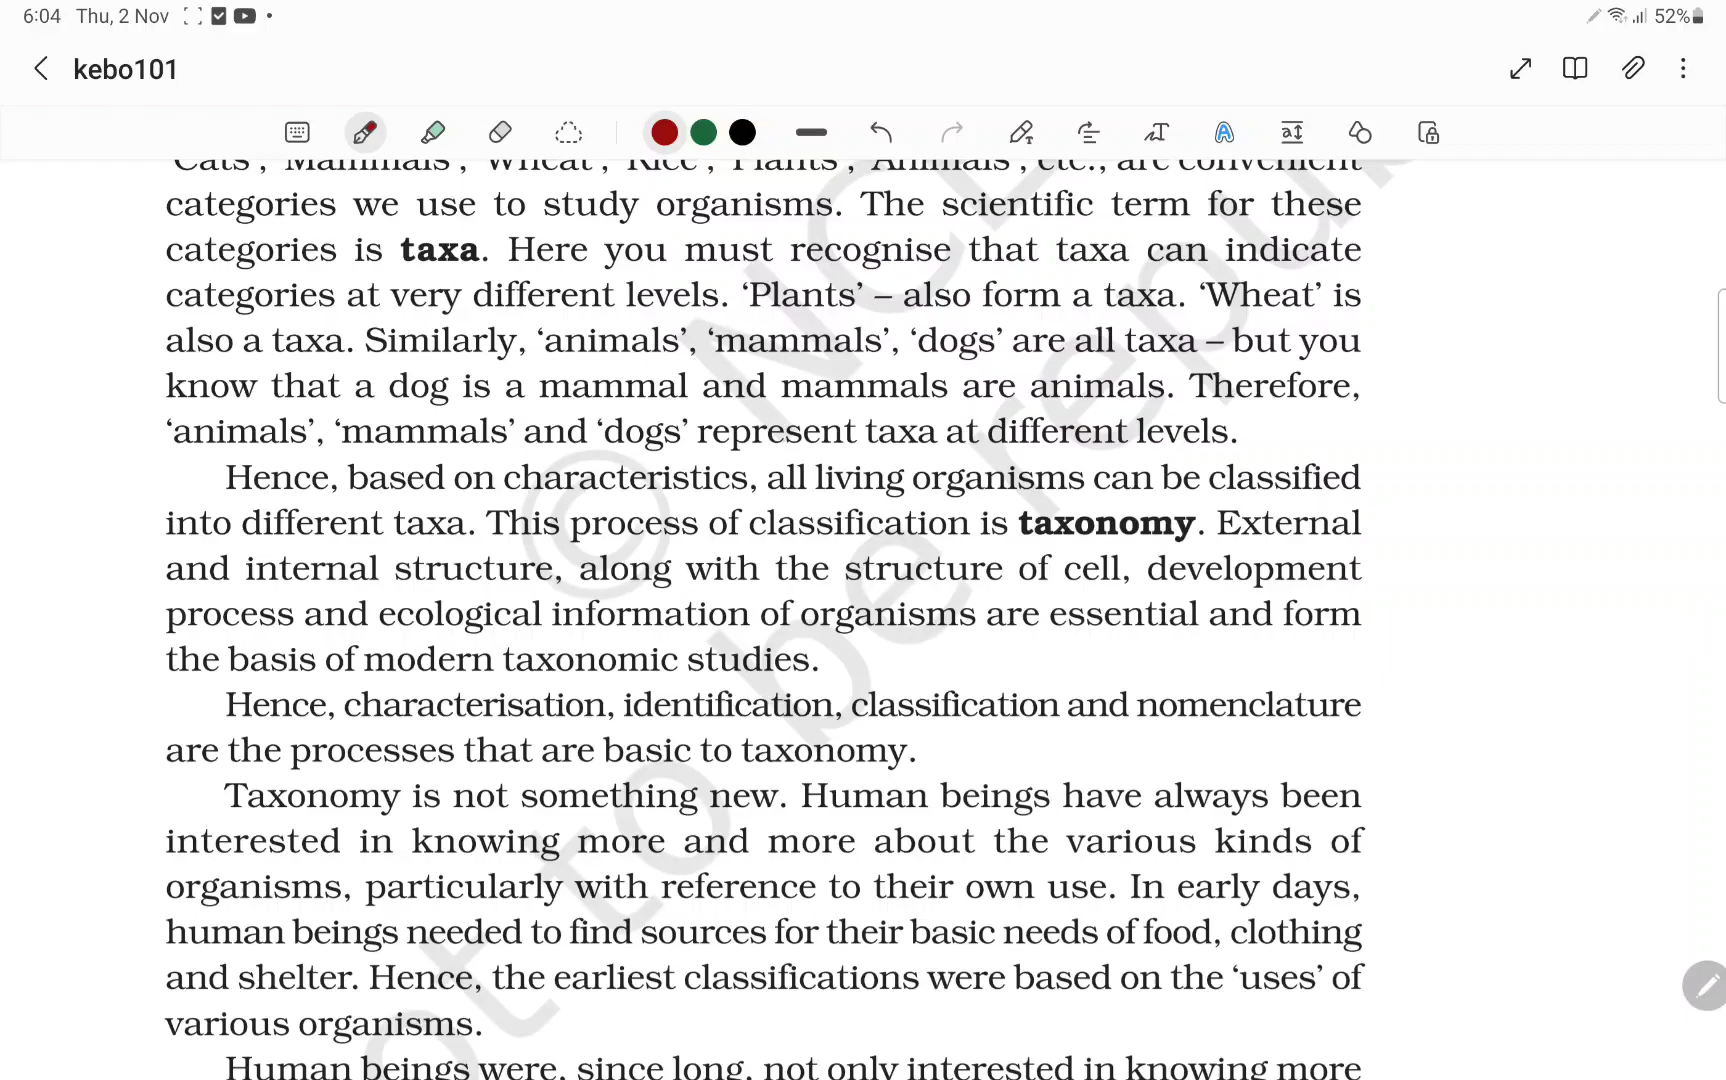 6:04 Thu, 2 Nov
52%
kebo101
'Cats', 'Mammals', 'Wheat', 'Rice', 'Plants', 'Animals', etc., are convenient
categories we use to study organisms. The scientific term for these
categories is taxa. Here you must recognise that taxa can indicate
categories at very different levels. ‘Plants’ – also form a taxa. ‘Wheat’ is
also a taxa. Similarly, ‘animals’, ‘mammals’, ‘dogs’ are all taxa – but you
know that a dog is a mammal and mammals are animals. Therefore,
‘animals’, ‘mammals’ and ‘dogs’ represent taxa at different levels.
Hence, based on characteristics, all living organisms can be classified
into different taxa. This process of classification is taxonomy. External
and internal structure, along with the structure of cell, development
process and ecological information of organisms are essential and form
the basis of modern taxonomic studies.
Hence, characterisation, identification, classification and nomenclature
are the processes that are basic to taxonomy.
Taxonomy is not something new. Human beings have always been
interested in knowing more and more about the various kinds of
organisms, particularly with reference to their own use. In early days,
human beings needed to find sources for their basic needs of food, clothing
and shelter. Hence, the earliest classifications were based on the ‘uses’ of
various organisms.
Human beings were, since long, not only interested in knowing more